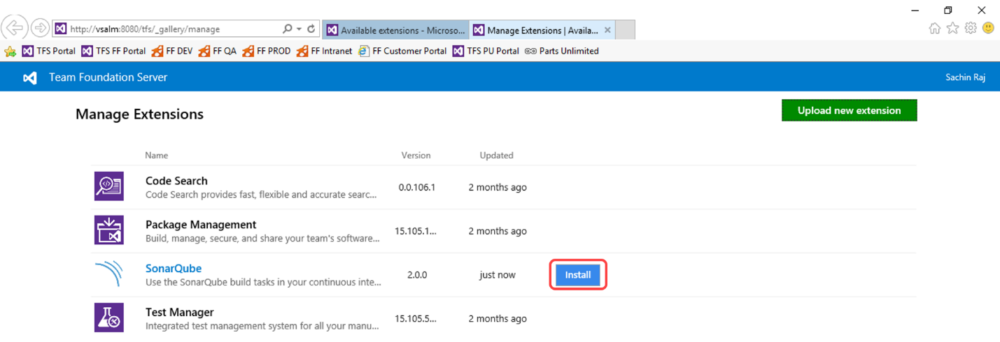 http://vsalm:8080/tfs/_gallery/manage
Available extensions - Microso...
Manage Extensions | Availa...
TFS Portal TFS FF Portal FF DEV FF QA FF PROD FF Intranet FF Customer Portal TFS PU Portal Parts Unlimited
Team Foundation Server
Sachin Raj
Manage Extensions
Upload new extension
Name Version Updated
Code Search
Code Search provides fast, flexible and accurate searc...
0.0.106.1
2 months ago
Package Management
Build, manage, secure, and share your team's software...
15.105.1...
2 months ago
SonarQube
Use the SonarQube build tasks in your continuous inte...
2.0.0
just now
Install
Test Manager
Integrated test management system for all your manu...
15.105.5...
2 months ago